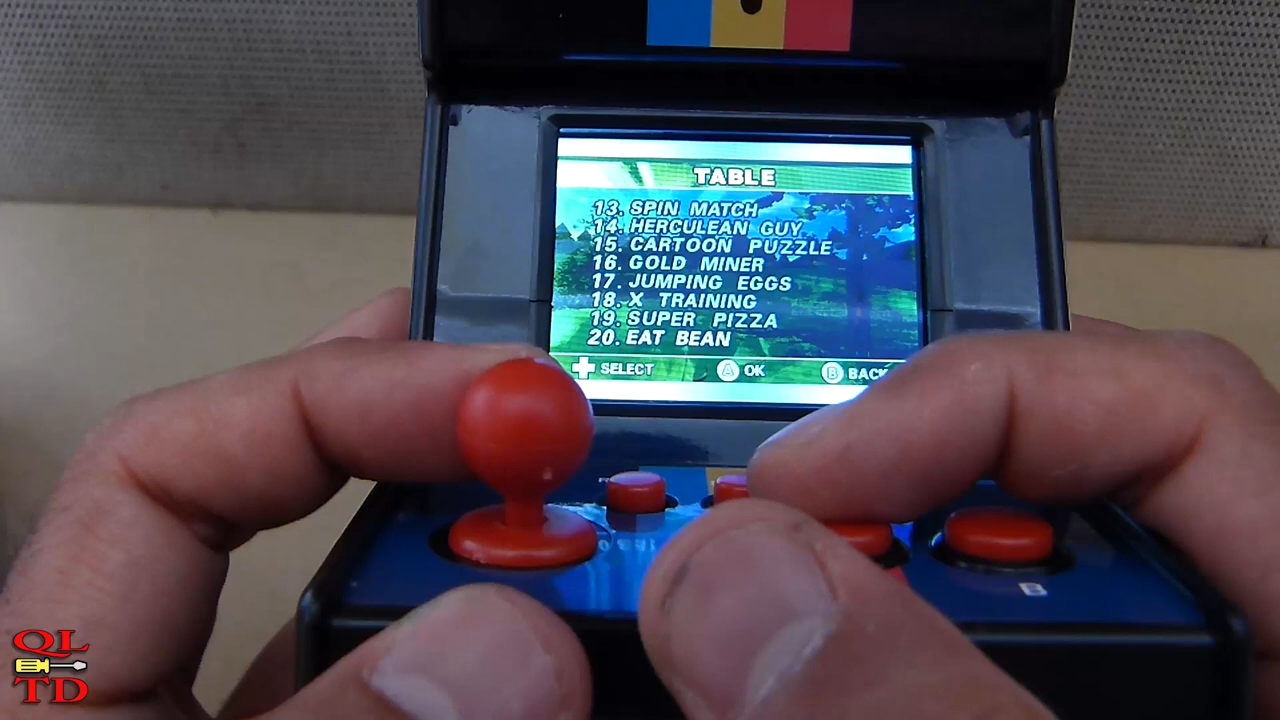 TABLE
13. SPIN MATCH
14. HERCULEAN GUY
15. CARTOON PUZZLE
16. GOLD MINER
17. JUMPING EGGS
18. X TRAINING
19. SUPER PIZZA
20. EAT BEAN
SELECT A OK B BACK
B
QL
TD